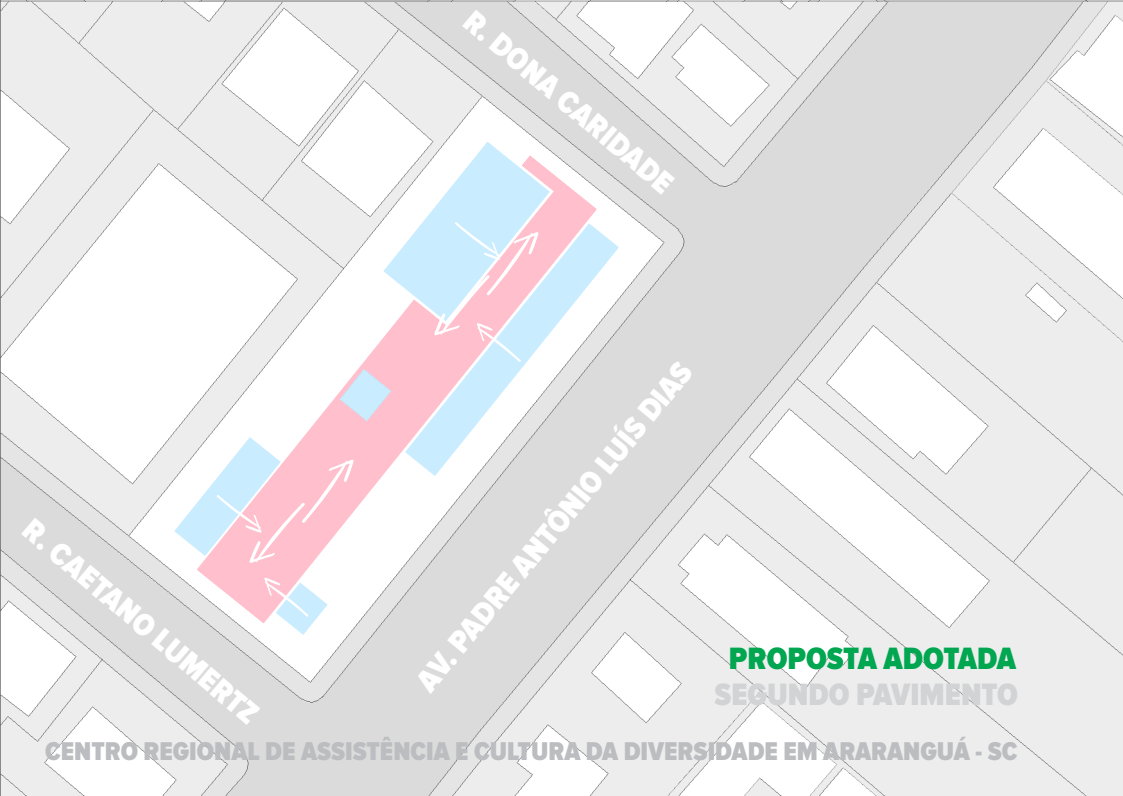 R. DONA CARIDADE
AV. PADRE ANTÔNIO LUÍS DIAS
R. CAETANO LUMERTZ
PROPOSTA ADOTADA
SEGUNDO PAVIMENTO
CENTRO REGIONAL DE ASSISTÊNCIA E CULTURA DA DIVERSIDADE EM ARARANGUÁ - SC